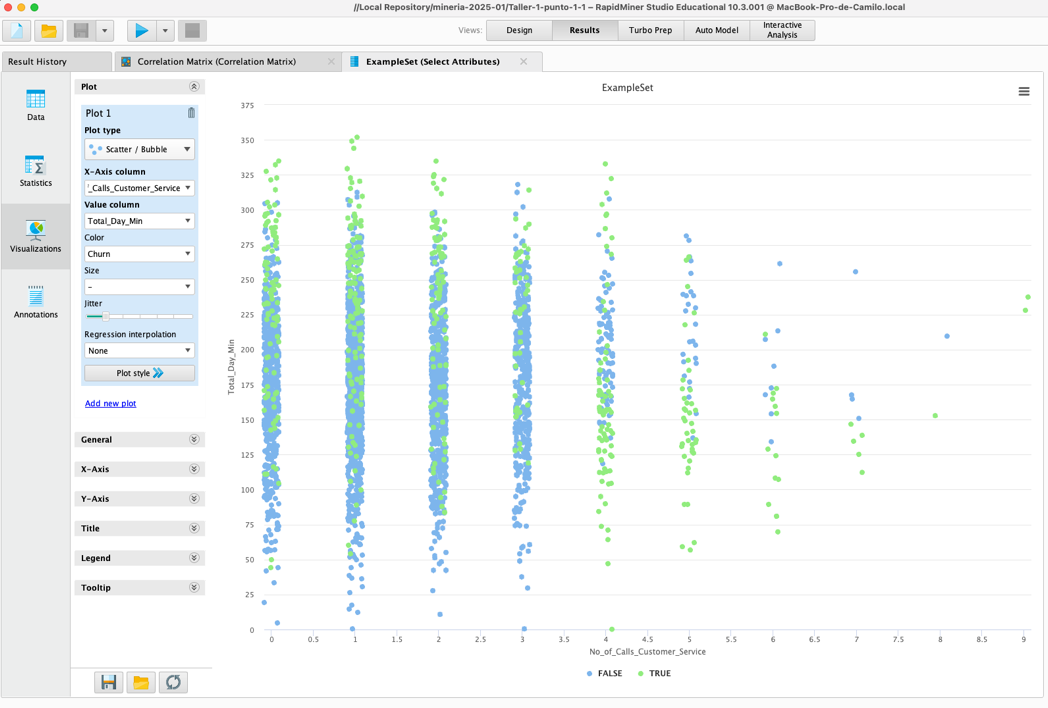 //Local Repository/mineria-2025-01/Taller-1-punto-1-1 – RapidMiner Studio Educational 10.3.001 @ MacBook-Pro-de-Camilo.local
Views: Design Results Turbo Prep Auto Model Interactive Analysis
Result History Correlation Matrix (Correlation Matrix) ExampleSet (Select Attributes)
Data
Statistics
Visualizations
Annotations
Plot
Plot 1
Plot type
Scatter / Bubble
X-Axis column
_Calls_Customer_Service
Value column
Total_Day_Min
Color
Churn
Size
–
Jitter
Regression interpolation
None
Plot style
Add new plot
General
X-Axis
Y-Axis
Title
Legend
Tooltip
ExampleSet
375
350
325
300
275
250
225
200
175
150
125
100
75
50
25
0
Total_Day_Min
0 0.5 1 1.5 2 2.5 3 3.5 4 4.5 5 5.5 6 6.5 7 7.5 8 8.5 9
No_of_Calls_Customer_Service
FALSE TRUE